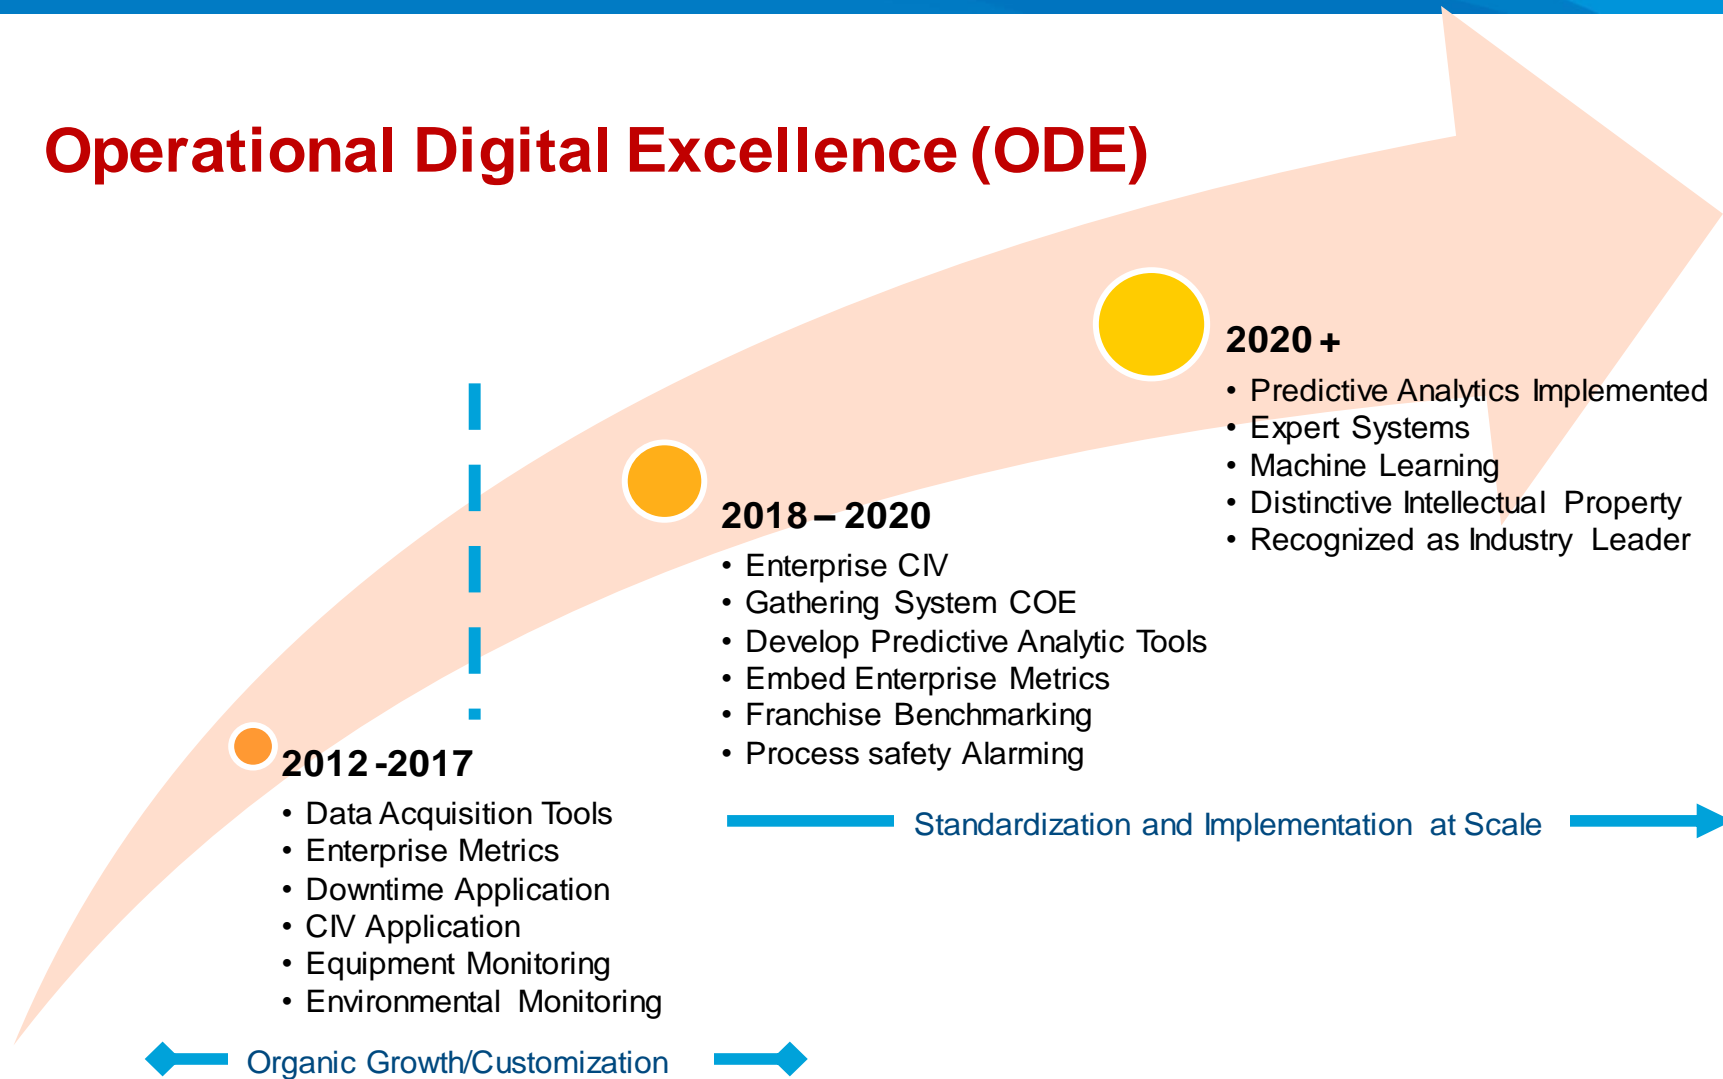 Operational Digital Excellence (ODE)
2020 +
• Predictive Analytics Implemented
• Expert Systems
• Machine Learning
• Distinctive Intellectual Property
• Recognized as Industry Leader
2018 – 2020
• Enterprise CIV
• Gathering System COE
• Develop Predictive Analytic Tools
• Embed Enterprise Metrics
• Franchise Benchmarking
• Process safety Alarming
2012 -2017
• Data Acquisition Tools
• Enterprise Metrics
• Downtime Application
• CIV Application
• Equipment Monitoring
• Environmental Monitoring
Standardization and Implementation at Scale
Organic Growth/Customization